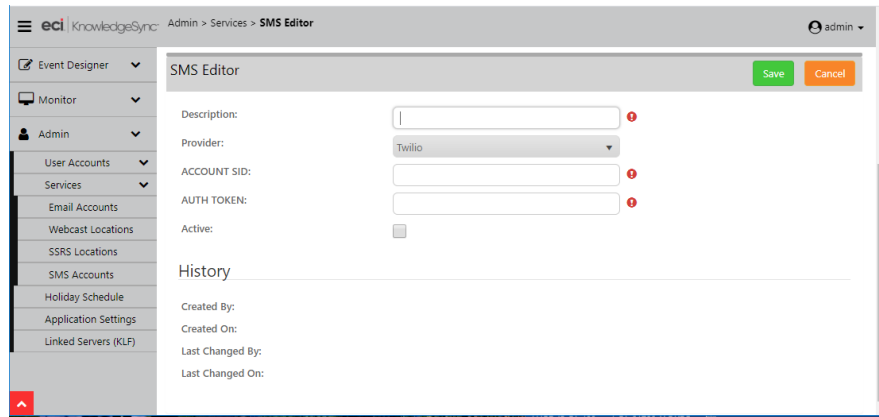 eci KnowledgeSync Admin > Services > SMS Editor admin
Event Designer
Monitor
Admin
User Accounts
Services
Email Accounts
Webcast Locations
SSRS Locations
SMS Accounts
Holiday Schedule
Application Settings
Linked Servers (KLF)
SMS Editor
Save
Cancel
Description:
Provider: Twilio
ACCOUNT SID:
AUTH TOKEN:
Active:
History
Created By:
Created On:
Last Changed By:
Last Changed On: